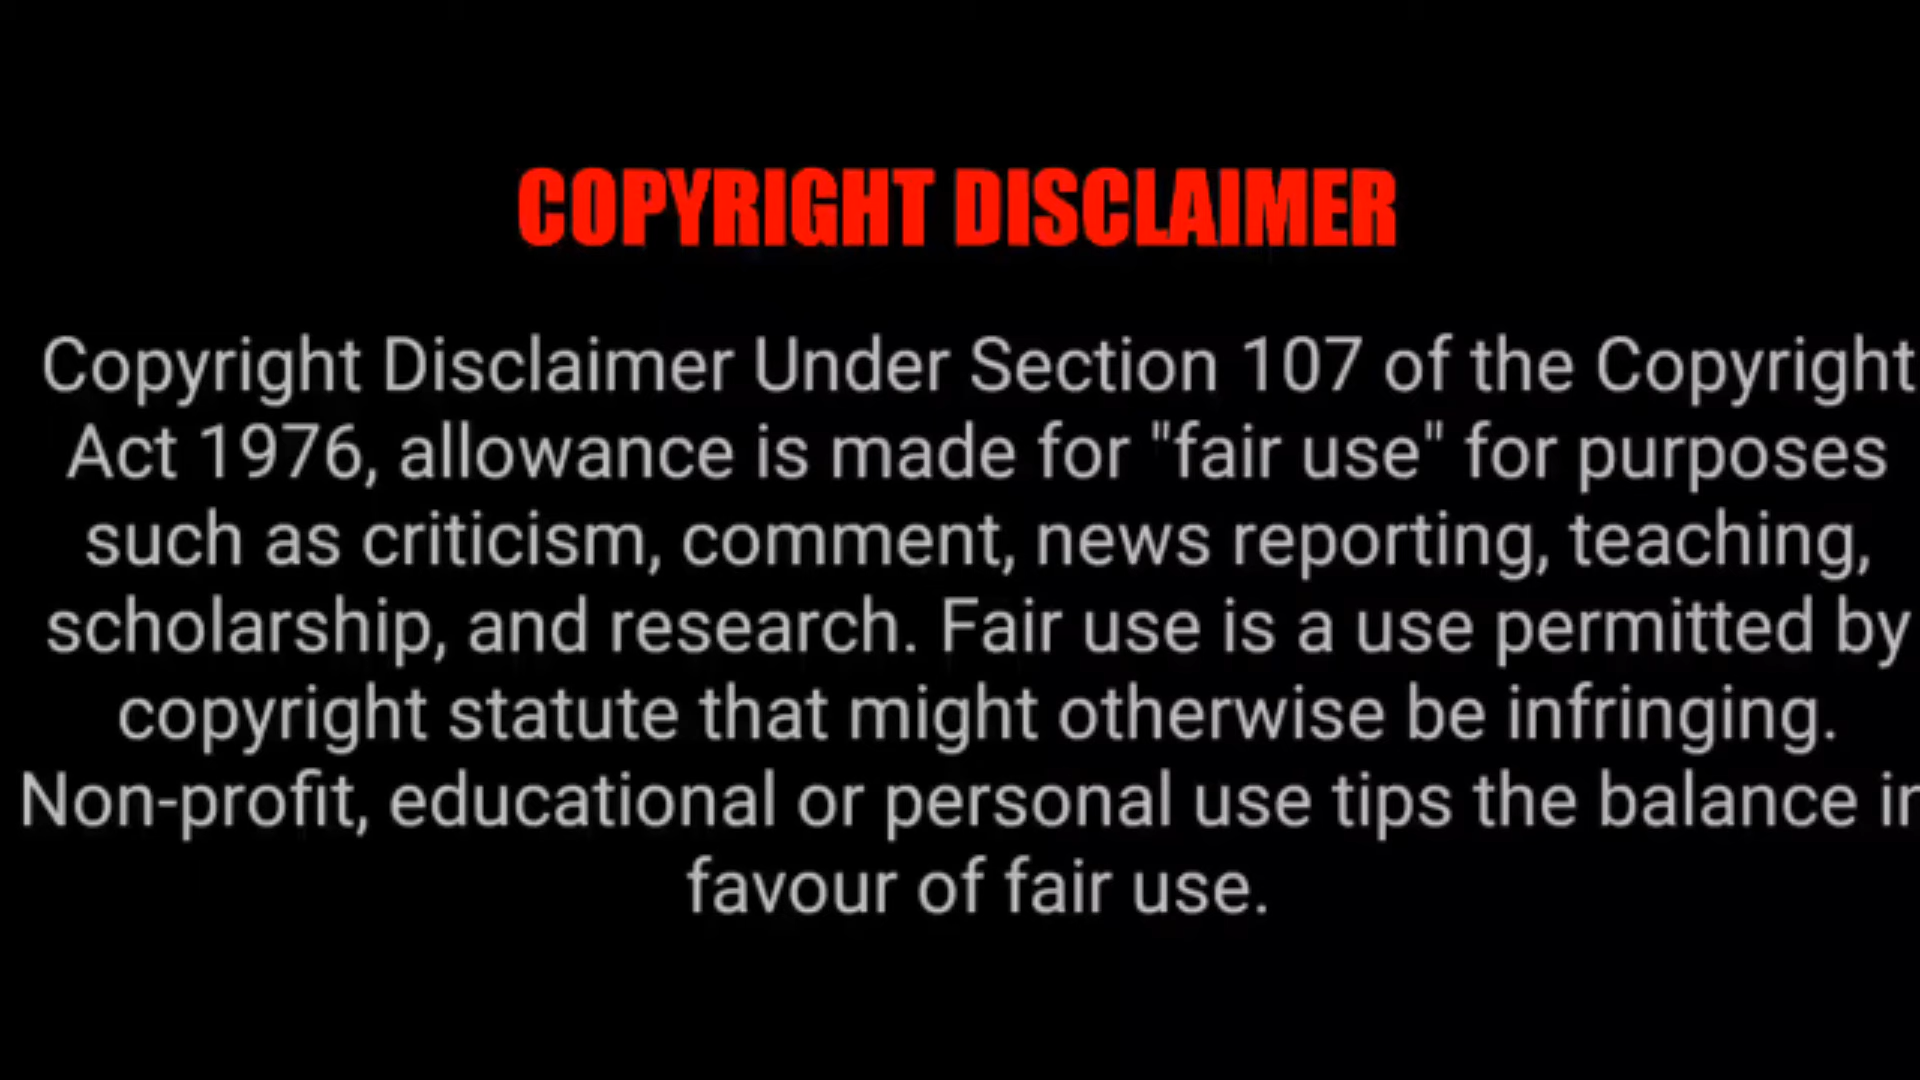 COPYRIGHT DISCLAIMER
Copyright Disclaimer Under Section 107 of the Copyright
Act 1976, allowance is made for "fair use" for purposes
such as criticism, comment, news reporting, teaching,
scholarship, and research. Fair use is a use permitted by
copyright statute that might otherwise be infringing.
Non-profit, educational or personal use tips the balance in
favour of fair use.